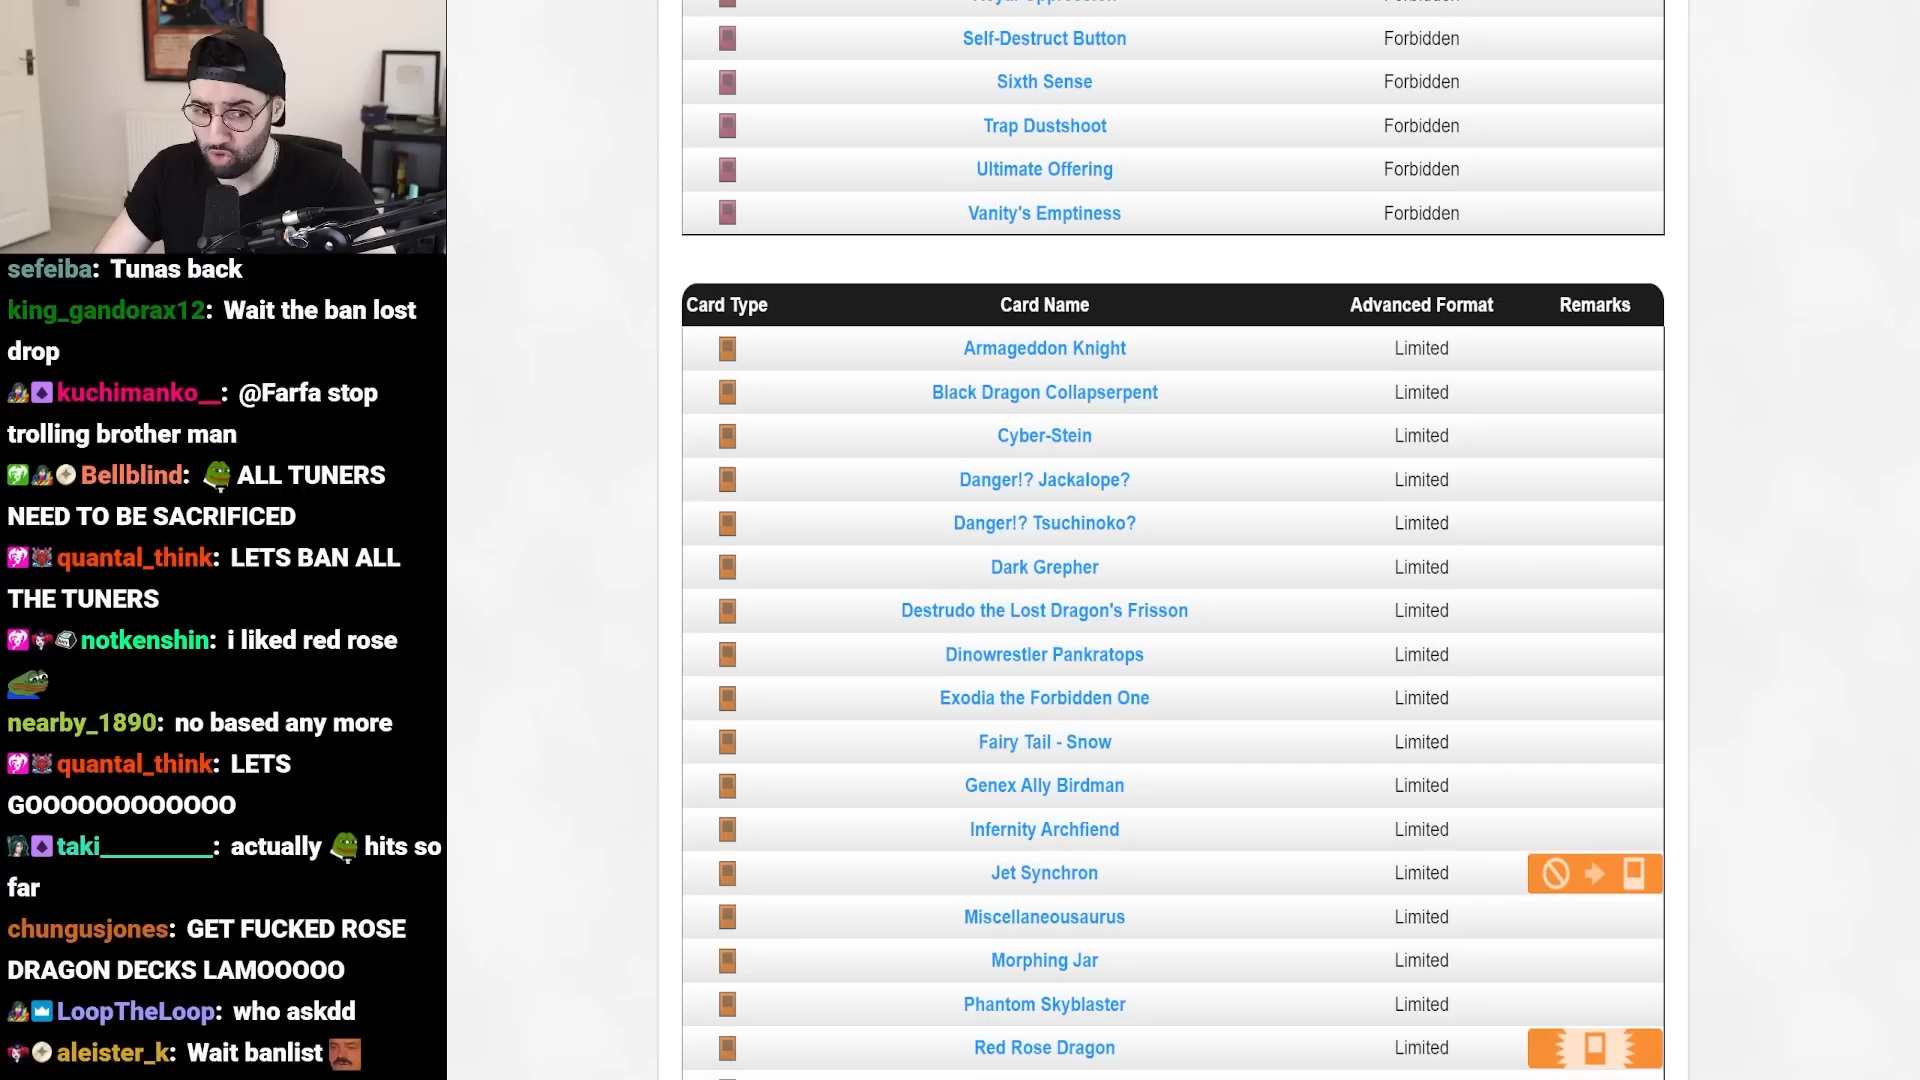 Self-Destruct Button Forbidden
Sixth Sense Forbidden
Trap Dustshoot Forbidden
Ultimate Offering Forbidden
Vanity's Emptiness Forbidden
Card Type Card Name Advanced Format Remarks
Armageddon Knight Limited
Black Dragon Collapserpent Limited
Cyber-Stein Limited
Danger!? Jackalope? Limited
Danger!? Tsuchinoko? Limited
Dark Grepher Limited
Destrudo the Lost Dragon's Frisson Limited
Dinowrestler Pankratops Limited
Exodia the Forbidden One Limited
Fairy Tail - Snow Limited
Genex Ally Birdman Limited
Infernity Archfiend Limited
Jet Synchron Limited
Miscellaneousaurus Limited
Morphing Jar Limited
Phantom Skyblaster Limited
Red Rose Dragon Limited
sefeiba: Tunas back
king_gandorax12: Wait the ban lost
drop
kuchimanko__: @Farfa stop
trolling brother man
Bellblind: ALL TUNERS
NEED TO BE SACRIFICED
quantal_think: LETS BAN ALL
THE TUNERS
notkenshin: i liked red rose
nearby_1890: no based any more
quantal_think: LETS
GOOOOOOOOOOOO
taki_________: actually hits so
far
chungusjones: GET FUCKED ROSE
DRAGON DECKS LAMOOOOO
LoopTheLoop: who askdd
aleister_k: Wait banlist